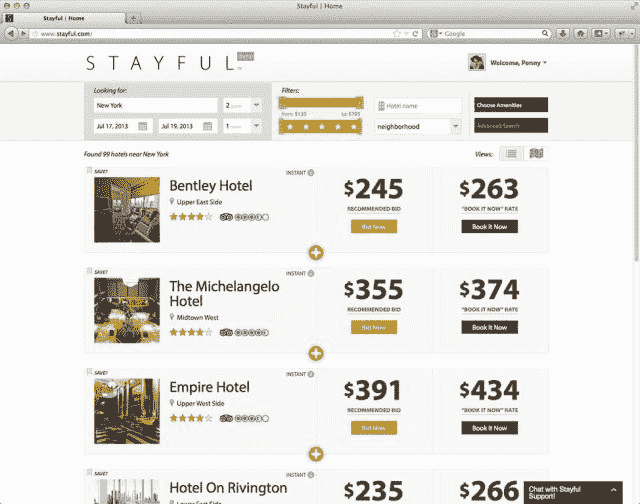 Stayful | Home
Stayful | Home
www.stayful.com
Google
STAYFUL
Welcome, Penny
Looking for:
New York
2
Jul 17, 2013
Jul 19, 2013
1
Filters:
from: $125 to: $795
Hotel name
neighborhood
Choose Amenities
Advanced Search
Found 99 hotels near New York
Views:
SAVE?
INSTANT
Bentley Hotel
Upper East Side
$245
RECOMMENDED BID
Bid Now
$263
"BOOK IT NOW" RATE
Book It Now
SAVE?
INSTANT
The Michelangelo
Hotel
Midtown West
$355
RECOMMENDED BID
Bid Now
$374
"BOOK IT NOW" RATE
Book It Now
SAVE?
INSTANT
Empire Hotel
Upper West Side
$391
RECOMMENDED BID
Bid Now
$434
"BOOK IT NOW" RATE
Book It Now
SAVE?
INSTANT
Hotel On Rivington
Lower East Side
$235
$266
Chat with Stayful
Support!